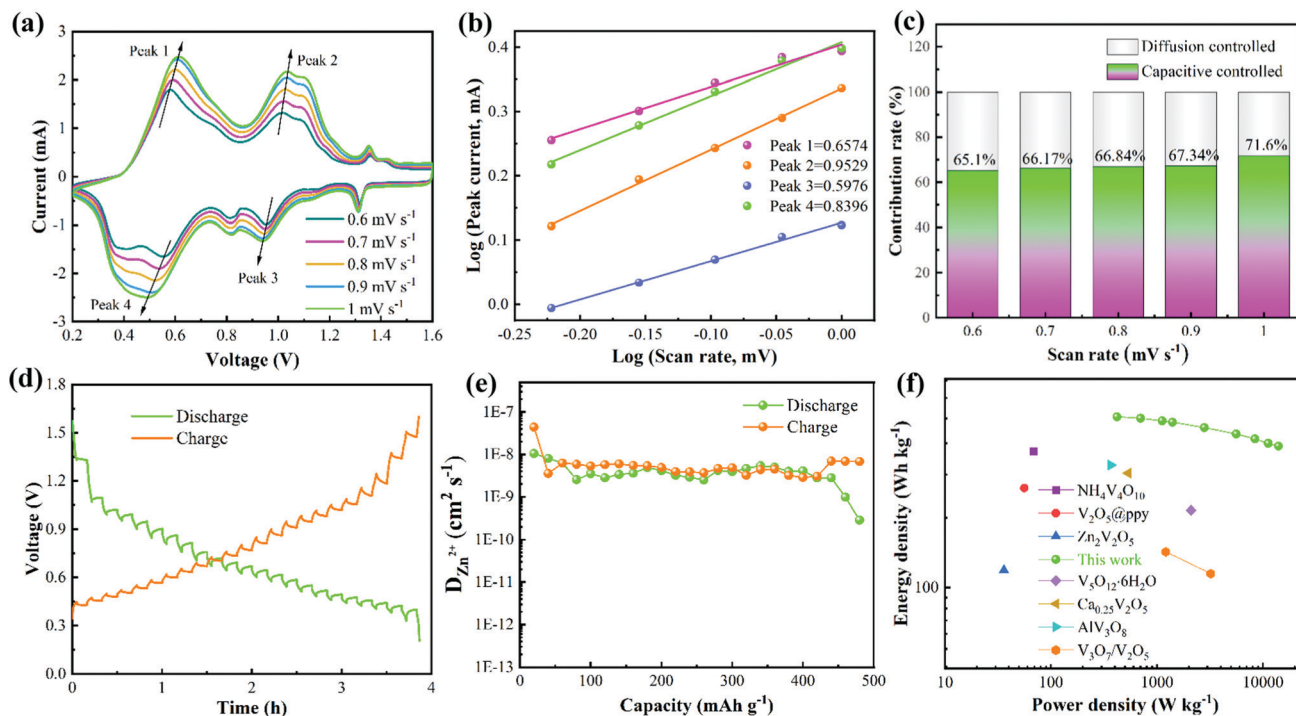 (a)
Peak 1
Peak 2
Peak 3
Peak 4
0.6 mV s⁻¹
0.7 mV s⁻¹
0.8 mV s⁻¹
0.9 mV s⁻¹
1 mV s⁻¹
Current (mA)
3
2
1
0
-1
-2
-3
0.2 0.4 0.6 0.8 1.0 1.2 1.4 1.6
Voltage (V)
(b)
Log (Peak current, mA)
0.4
0.3
0.2
0.1
0.0
Peak 1=0.6574
Peak 2=0.9529
Peak 3=0.5976
Peak 4=0.8396
-0.25 -0.20 -0.15 -0.10 -0.05 0.00
Log (Scan rate, mV)
(c)
Diffusion controlled
Capacitive controlled
Contribution rate (%)
120
100
80
60
40
20
0
65.1% 66.17% 66.84% 67.34% 71.6%
0.6 0.7 0.8 0.9 1
Scan rate (mV s⁻¹)
(d)
Discharge
Charge
Voltage (V)
1.8
1.5
1.2
0.9
0.6
0.3
0.0
0 1 2 3 4
Time (h)
(e)
Discharge
Charge
D_Zn²⁺ (cm² s⁻¹)
1E-7
1E-8
1E-9
1E-10
1E-11
1E-12
1E-13
0 100 200 300 400 500
Capacity (mAh g⁻¹)
(f)
Energy density (Wh kg⁻¹)
100
NH₄V₄O₁₀
V₂O₅@ppy
Zn₂V₂O₅
This work
V₅O₁₂·6H₂O
Ca₀.₂₅V₂O₅
AlV₃O₈
V₃O₇/V₂O₅
10 100 1000 10000
Power density (W kg⁻¹)